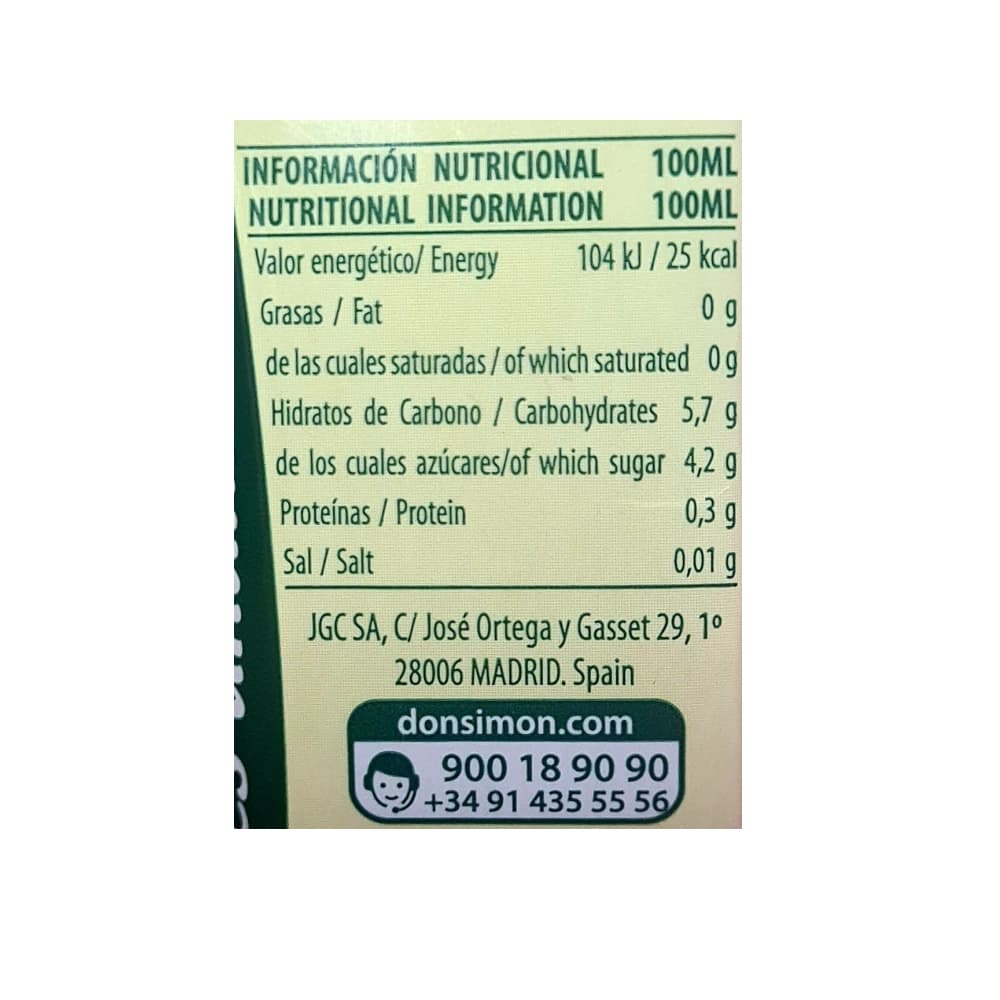 INFORMACIÓN NUTRICIONAL 100ML
NUTRITIONAL INFORMATION 100ML
Valor energético/ Energy 104 kJ / 25 kcal
Grasas / Fat 0 g
de las cuales saturadas / of which saturated 0 g
Hidratos de Carbono / Carbohydrates 5,7 g
de los cuales azúcares/of which sugar 4,2 g
Proteínas / Protein 0,3 g
Sal / Salt 0,01 g
JGC SA, C/ José Ortega y Gasset 29, 1º
28006 MADRID. Spain
donsimon.com
900 18 90 90
+34 91 435 55 56